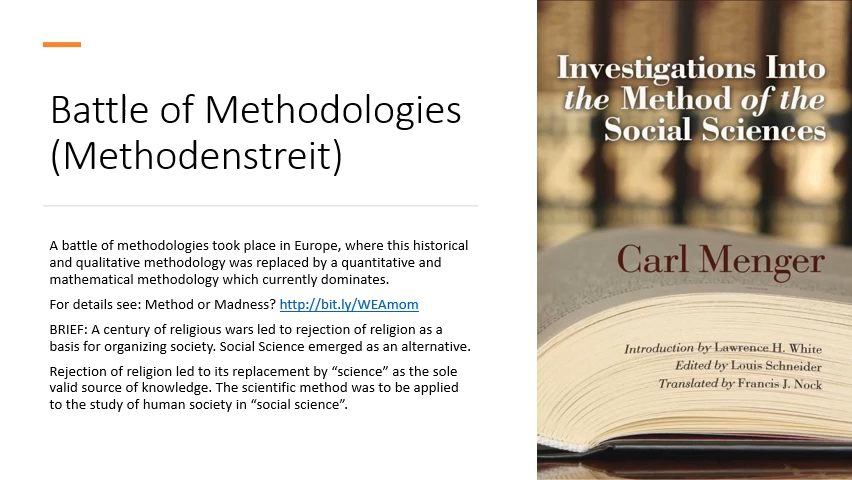 Battle of Methodologies
(Methodenstreit)
A battle of methodologies took place in Europe, where this historical
and qualitative methodology was replaced by a quantitative and
mathematical methodology which currently dominates.
For details see: Method or Madness? http://bit.ly/WEAmom
BRIEF: A century of religious wars led to rejection of religion as a
basis for organizing society. Social Science emerged as an alternative.
Rejection of religion led to its replacement by “science” as the sole
valid source of knowledge. The scientific method was to be applied
to the study of human society in “social science”.
Investigations Into
the Method of the
Social Sciences
Carl Menger
Introduction by Lawrence H. White
Edited by Louis Schneider
Translated by Francis J. Nock